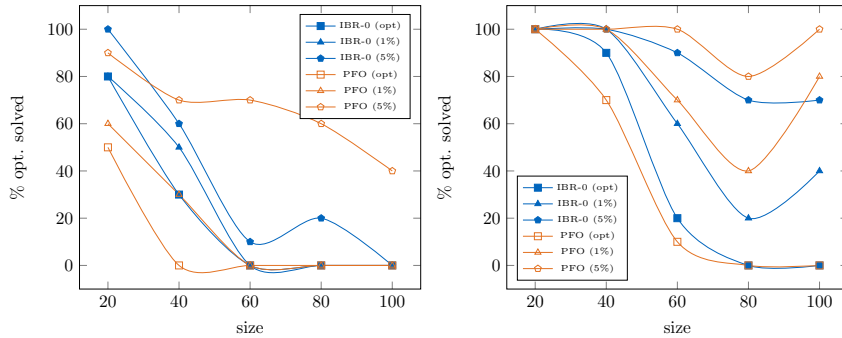 100
80
60
40
20
0
% opt. solved
20 40 60 80 100
size
IBR-0 (opt)
IBR-0 (1%)
IBR-0 (5%)
PFO (opt)
PFO (1%)
PFO (5%)
100
80
60
40
20
0
% opt. solved
20 40 60 80 100
size
IBR-0 (opt)
IBR-0 (1%)
IBR-0 (5%)
PFO (opt)
PFO (1%)
PFO (5%)